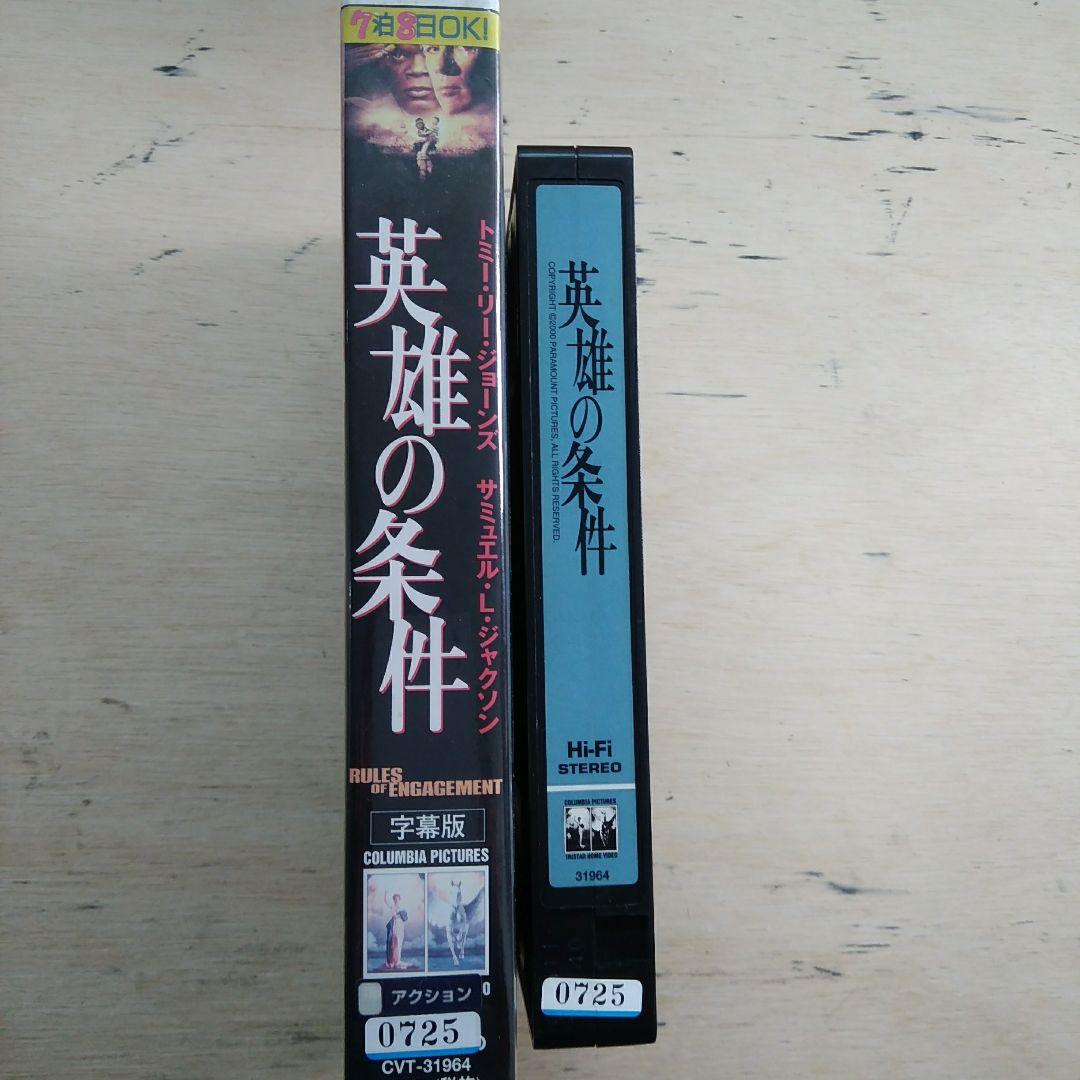 7泊8日OK!
トミー・リー・ジョーンズ サミュエル・L・ジャクソン
英雄の条件
RULES
OF ENGAGEMENT
字幕版
COLUMBIA PICTURES
アクション
0725
CVT-31964
英雄の条件
COPYRIGHT ©2000 PARAMOUNT PICTURES, ALL RIGHTS RESERVED.
Hi-Fi
STEREO
COLUMBIA PICTURES
TRISTAR HOME VIDEO
31964
0725